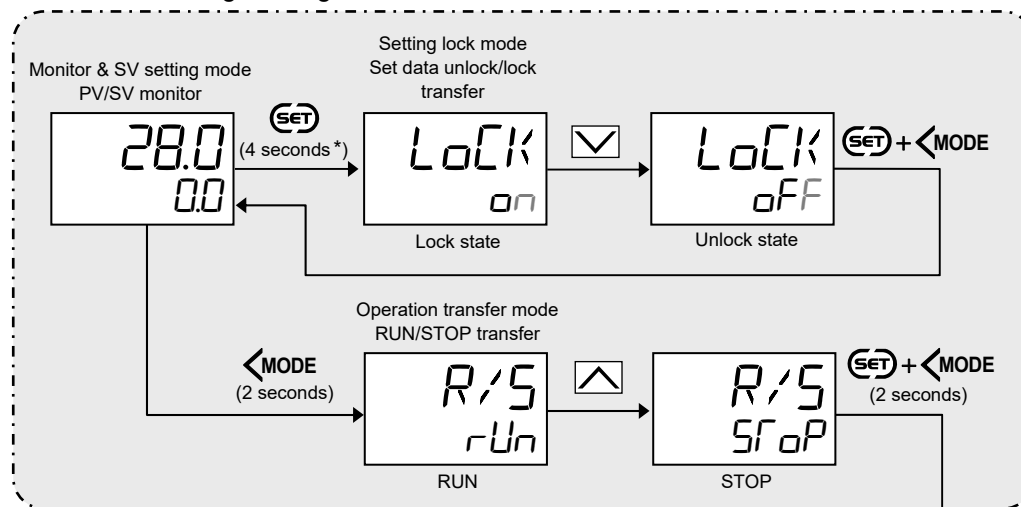 Monitor & SV setting mode
PV/SV monitor
28.0
0.0
SET
(4 seconds *)
Setting lock mode
Set data unlock/lock
transfer
LoCK
on
Lock state
LoCK
oFF
Unlock state
SET + <MODE
<MODE
(2 seconds)
Operation transfer mode
RUN/STOP transfer
R/S
rUn
RUN
R/S
SToP
STOP
SET + <MODE
(2 seconds)